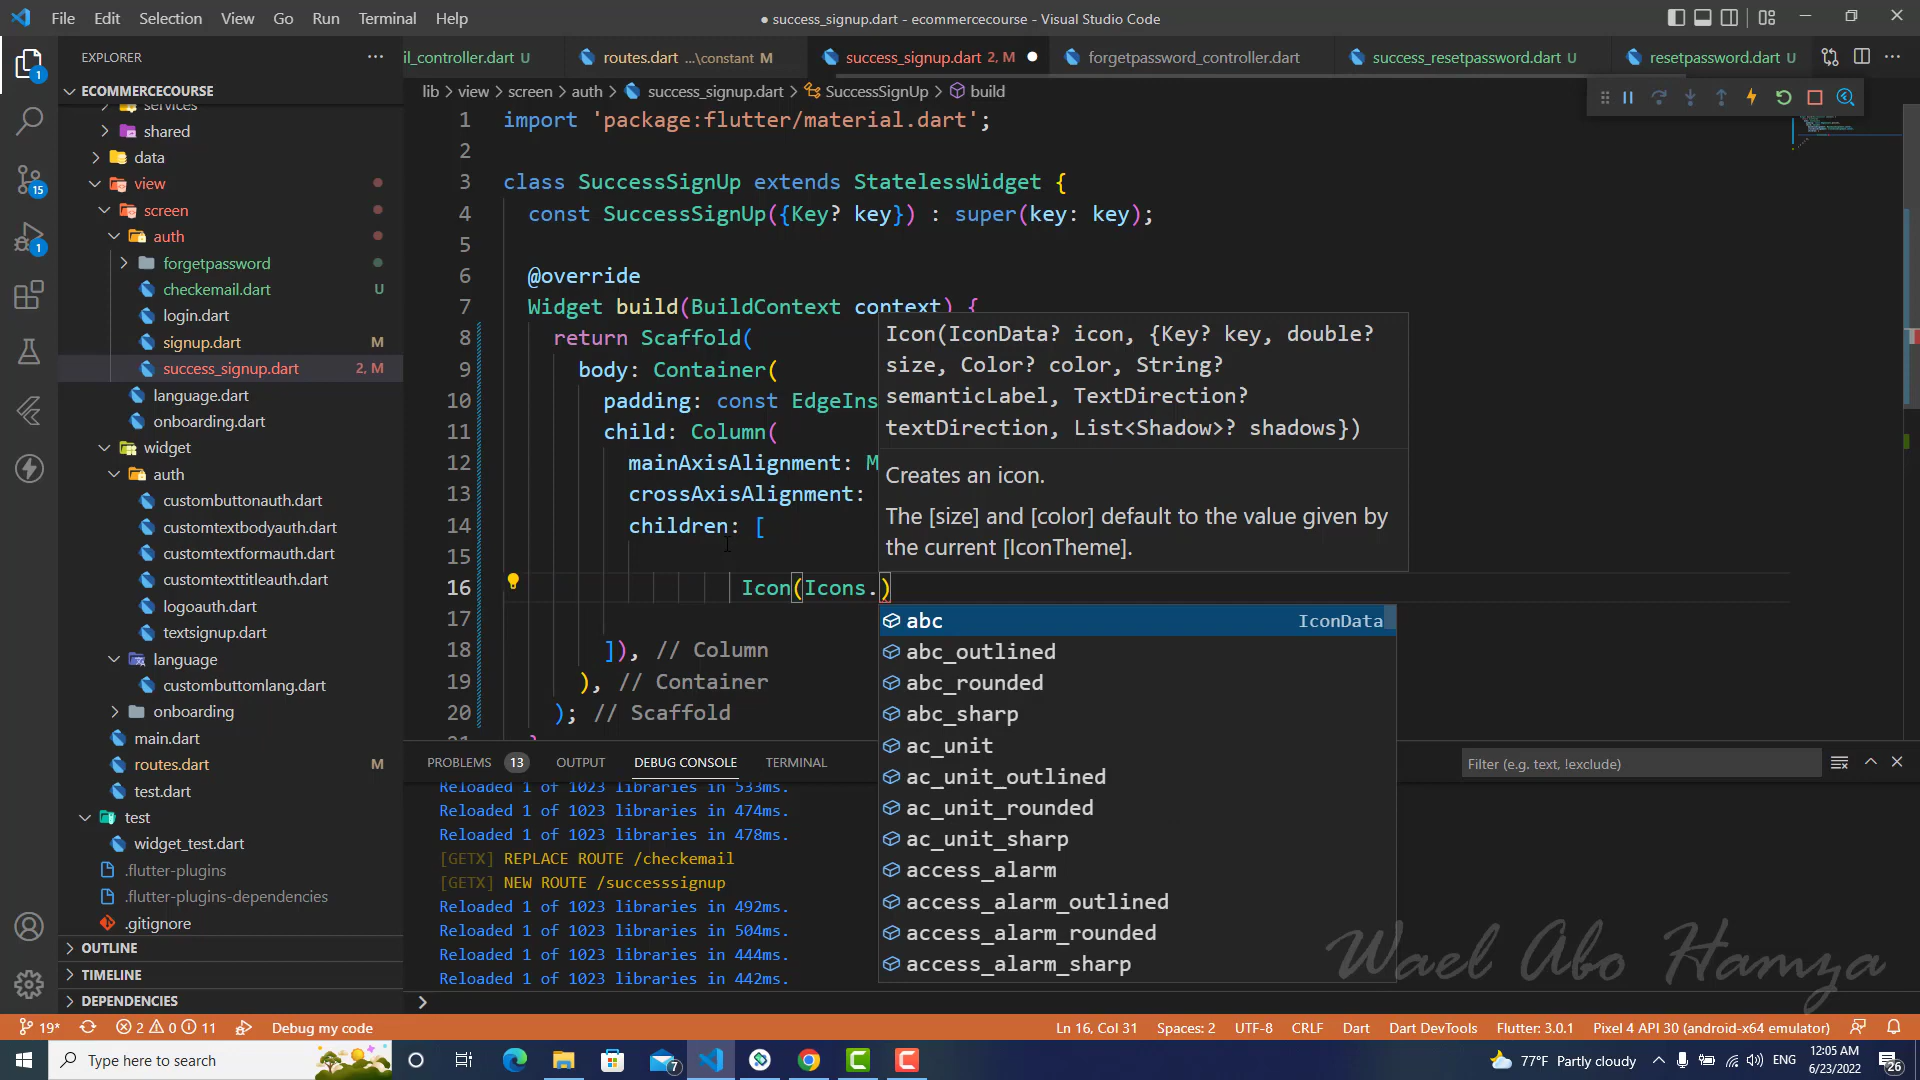 File Edit Selection View Go Run Terminal Help
● success_signup.dart - ecommercecourse - Visual Studio Code
EXPLORER
il_controller.dart U
routes.dart ...\constant M
success_signup.dart 2, M
forgetpassword_controller.dart
success_resetpassword.dart U
resetpassword.dart U
lib > view > screen > auth > success_signup.dart > SuccessSignUp > build
ECOMMERCECOURSE
services
shared
data
view
screen
auth
forgetpassword
checkemail.dart U
login.dart
signup.dart M
success_signup.dart 2, M
language.dart
onboarding.dart
widget
auth
custombuttonauth.dart
customtextbodyauth.dart
customtextformauth.dart
customtexttitleauth.dart
logoauth.dart
textsignup.dart
language
custombuttomlang.dart
onboarding
main.dart
routes.dart M
test.dart
test
widget_test.dart
.flutter-plugins
.flutter-plugins-dependencies
.gitignore
OUTLINE
TIMELINE
DEPENDENCIES
1
15
1
1 import 'package:flutter/material.dart';
2
3 class SuccessSignUp extends StatelessWidget {
4 const SuccessSignUp({Key? key}) : super(key: key);
5
6 @override
7 Widget build(BuildContext context) {
8 return Scaffold(
9 body: Container(
10 padding: const EdgeIns
11 child: Column(
12 mainAxisAlignment: M
13 crossAxisAlignment:
14 children: [
15
16 Icon(Icons.)
17
18 ]), // Column
19 ), // Container
20 ); // Scaffold
21 }
Icon(IconData? icon, {Key? key, double?
size, Color? color, String?
semanticLabel, TextDirection?
textDirection, List<Shadow>? shadows})
Creates an icon.
The [size] and [color] default to the value given by
the current [IconTheme].
abc IconData
abc_outlined
abc_rounded
abc_sharp
ac_unit
ac_unit_outlined
ac_unit_rounded
ac_unit_sharp
access_alarm
access_alarm_outlined
access_alarm_rounded
access_alarm_sharp
PROBLEMS 13 OUTPUT DEBUG CONSOLE TERMINAL
Filter (e.g. text, !exclude)
Reloaded 1 of 1023 libraries in 533ms.
Reloaded 1 of 1023 libraries in 474ms.
Reloaded 1 of 1023 libraries in 478ms.
[GETX] REPLACE ROUTE /checkemail
[GETX] NEW ROUTE /successsignup
Reloaded 1 of 1023 libraries in 492ms.
Reloaded 1 of 1023 libraries in 504ms.
Reloaded 1 of 1023 libraries in 444ms.
Reloaded 1 of 1023 libraries in 442ms.
Wael Abo Hamza
19* 2 0 11 Debug my code
Ln 16, Col 31 Spaces: 2 UTF-8 CRLF Dart Dart DevTools Flutter: 3.0.1 Pixel 4 API 30 (android-x64 emulator)
Type here to search
7
77°F Partly cloudy
ENG
12:05 AM
6/23/2022
26